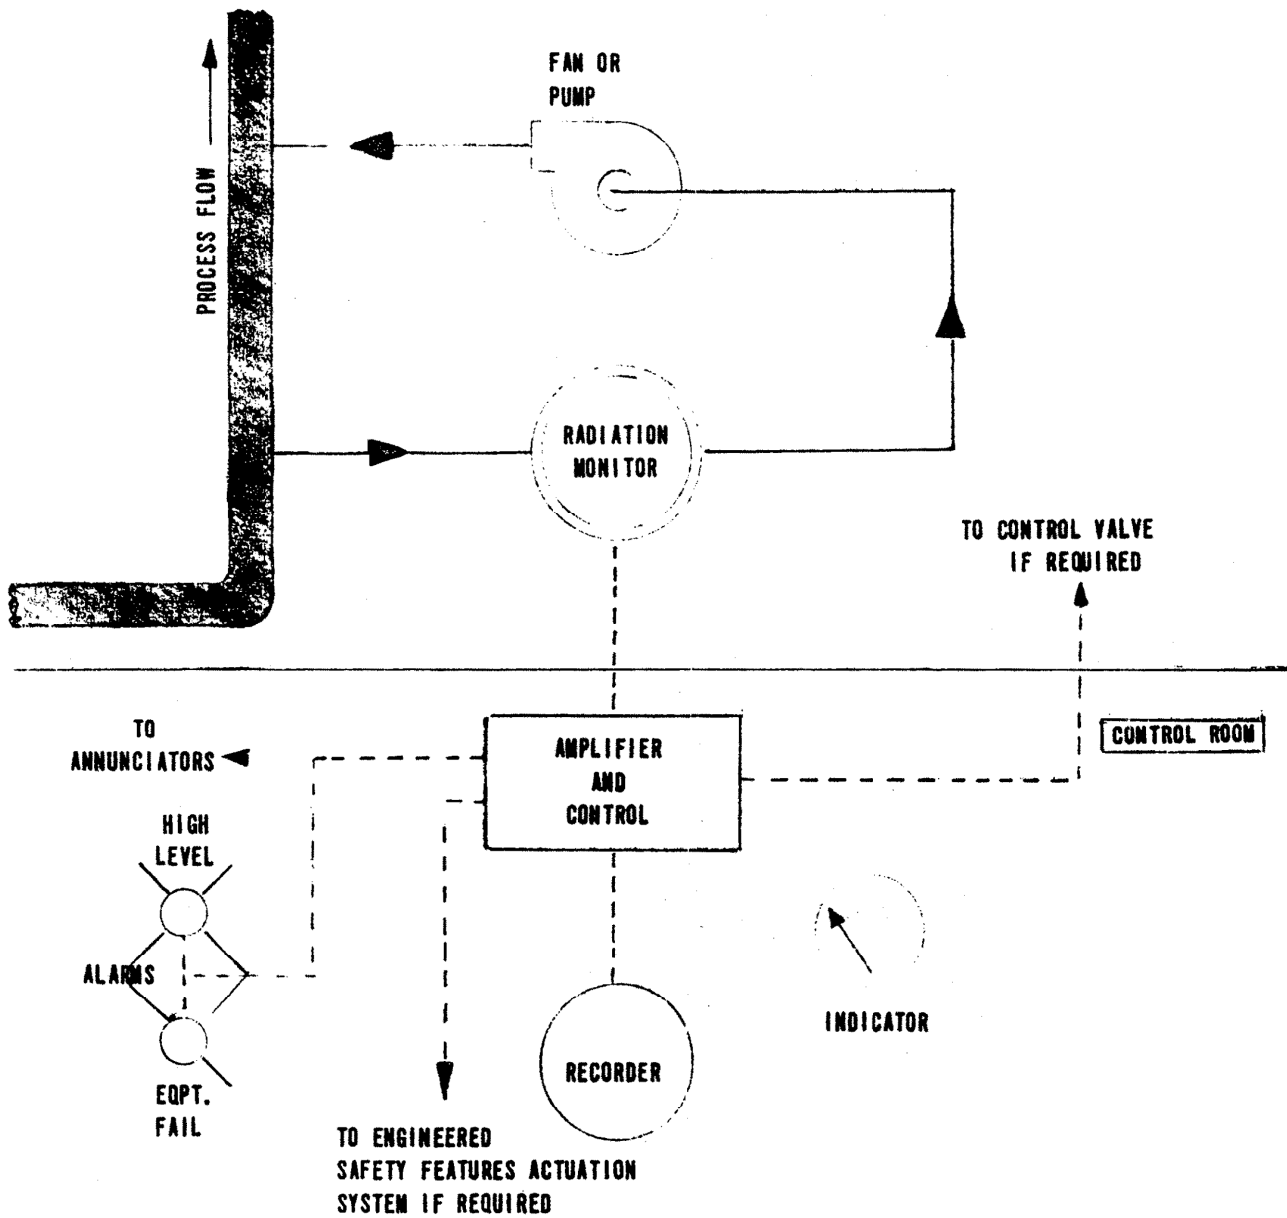 FAN OR
PUMP
PROCESS FLOW
RADIATION
MONITOR
TO CONTROL VALVE
IF REQUIRED
CONTROL ROOM
TO
ANNUNCIATORS
AMPLIFIER
AND
CONTROL
HIGH
LEVEL
ALARMS
EQPT.
FAIL
INDICATOR
RECORDER
TO ENGINEERED
SAFETY FEATURES ACTUATION
SYSTEM IF REQUIRED